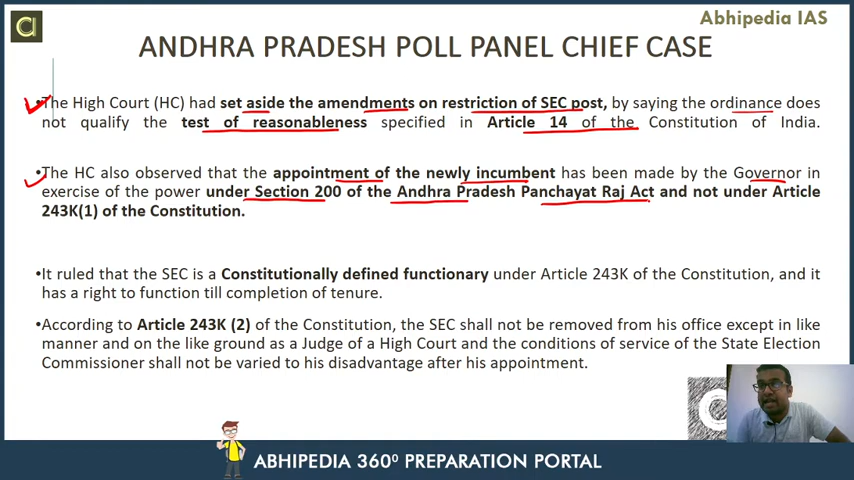 Abhipedia IAS
ANDHRA PRADESH POLL PANEL CHIEF CASE
•The High Court (HC) had set aside the amendments on restriction of SEC post, by saying the ordinance does
not qualify the test of reasonableness specified in Article 14 of the Constitution of India.
•The HC also observed that the appointment of the newly incumbent has been made by the Governor in
exercise of the power under Section 200 of the Andhra Pradesh Panchayat Raj Act and not under Article
243K(1) of the Constitution.
•It ruled that the SEC is a Constitutionally defined functionary under Article 243K of the Constitution, and it
has a right to function till completion of tenure.
•According to Article 243K (2) of the Constitution, the SEC shall not be removed from his office except in like
manner and on the like ground as a Judge of a High Court and the conditions of service of the State Election
Commissioner shall not be varied to his disadvantage after his appointment.
ABHIPEDIA 360⁰ PREPARATION PORTAL